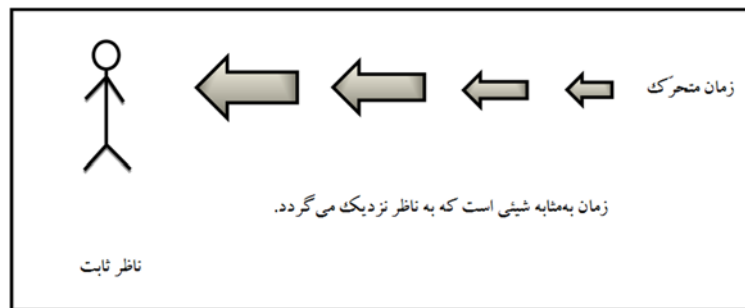 زمان متحرّک
زمان به‌مثابه شیئی است که به ناظر نزدیک می‌گردد.
ناظر ثابت